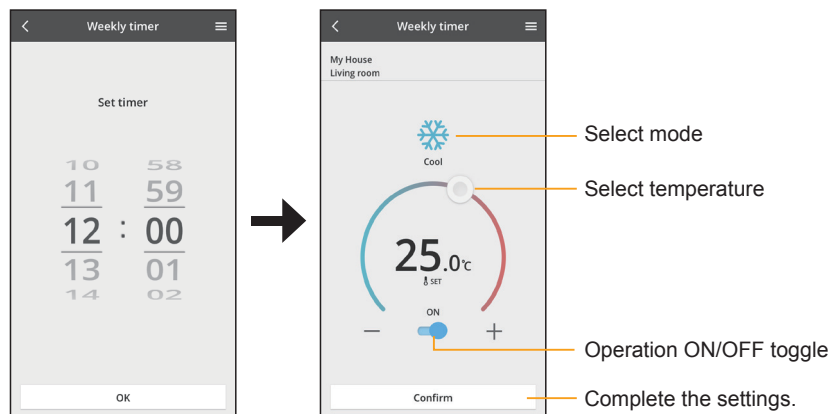 Weekly timer
Set timer
10 58
11 59
12 : 00
13 01
14 02
OK
Weekly timer
My House
Living room
Cool
25.0℃
SET
ON
Confirm
Select mode
Select temperature
Operation ON/OFF toggle
Complete the settings.